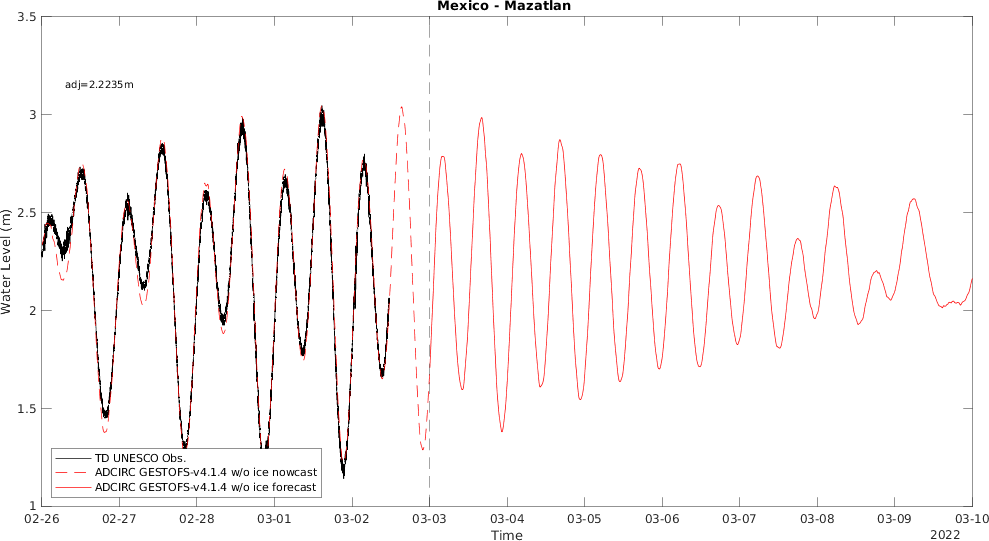 Mexico - Mazatlan
3.5
3
2.5
2
1.5
1
Water Level (m)
adj=2.2235m
TD UNESCO Obs.
ADCIRC GESTOFS-v4.1.4 w/o ice nowcast
ADCIRC GESTOFS-v4.1.4 w/o ice forecast
02-26 02-27 02-28 03-01 03-02 03-03 03-04 03-05 03-06 03-07 03-08 03-09 03-10
Time
2022